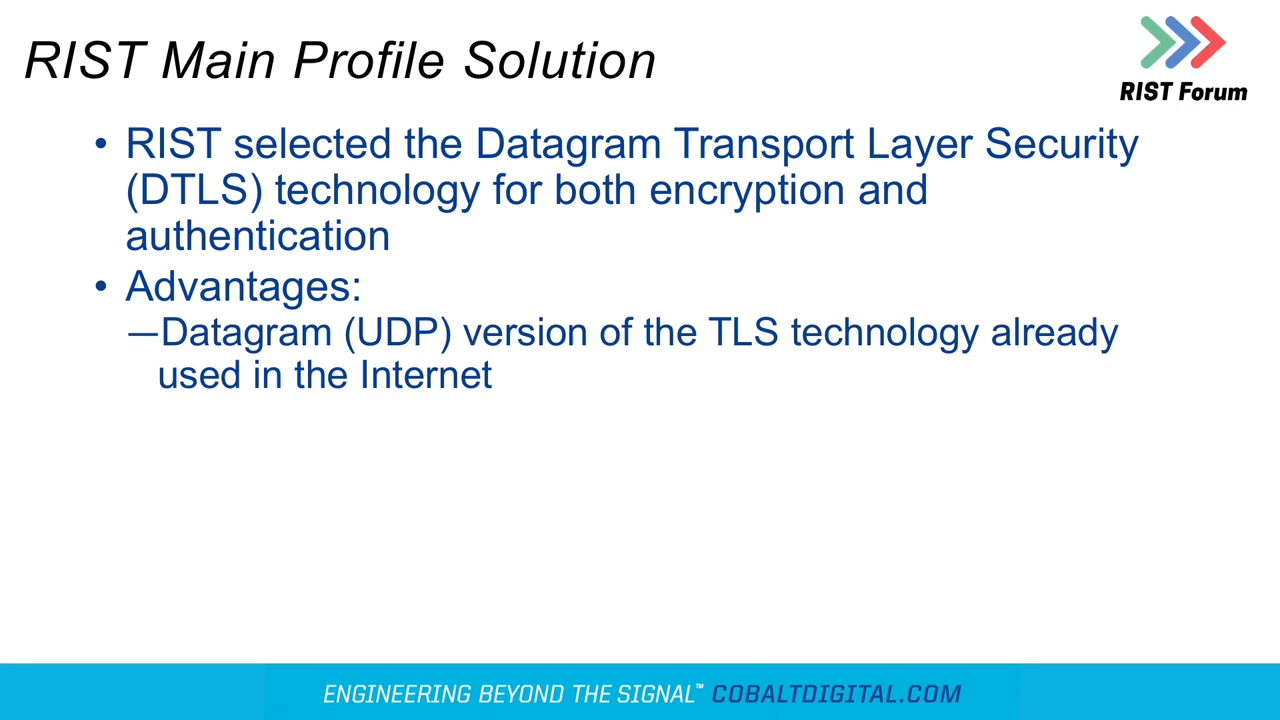 RIST Main Profile Solution
RIST Forum
• RIST selected the Datagram Transport Layer Security
(DTLS) technology for both encryption and
authentication
• Advantages:
—Datagram (UDP) version of the TLS technology already
used in the Internet
ENGINEERING BEYOND THE SIGNAL™ COBALTDIGITAL.COM